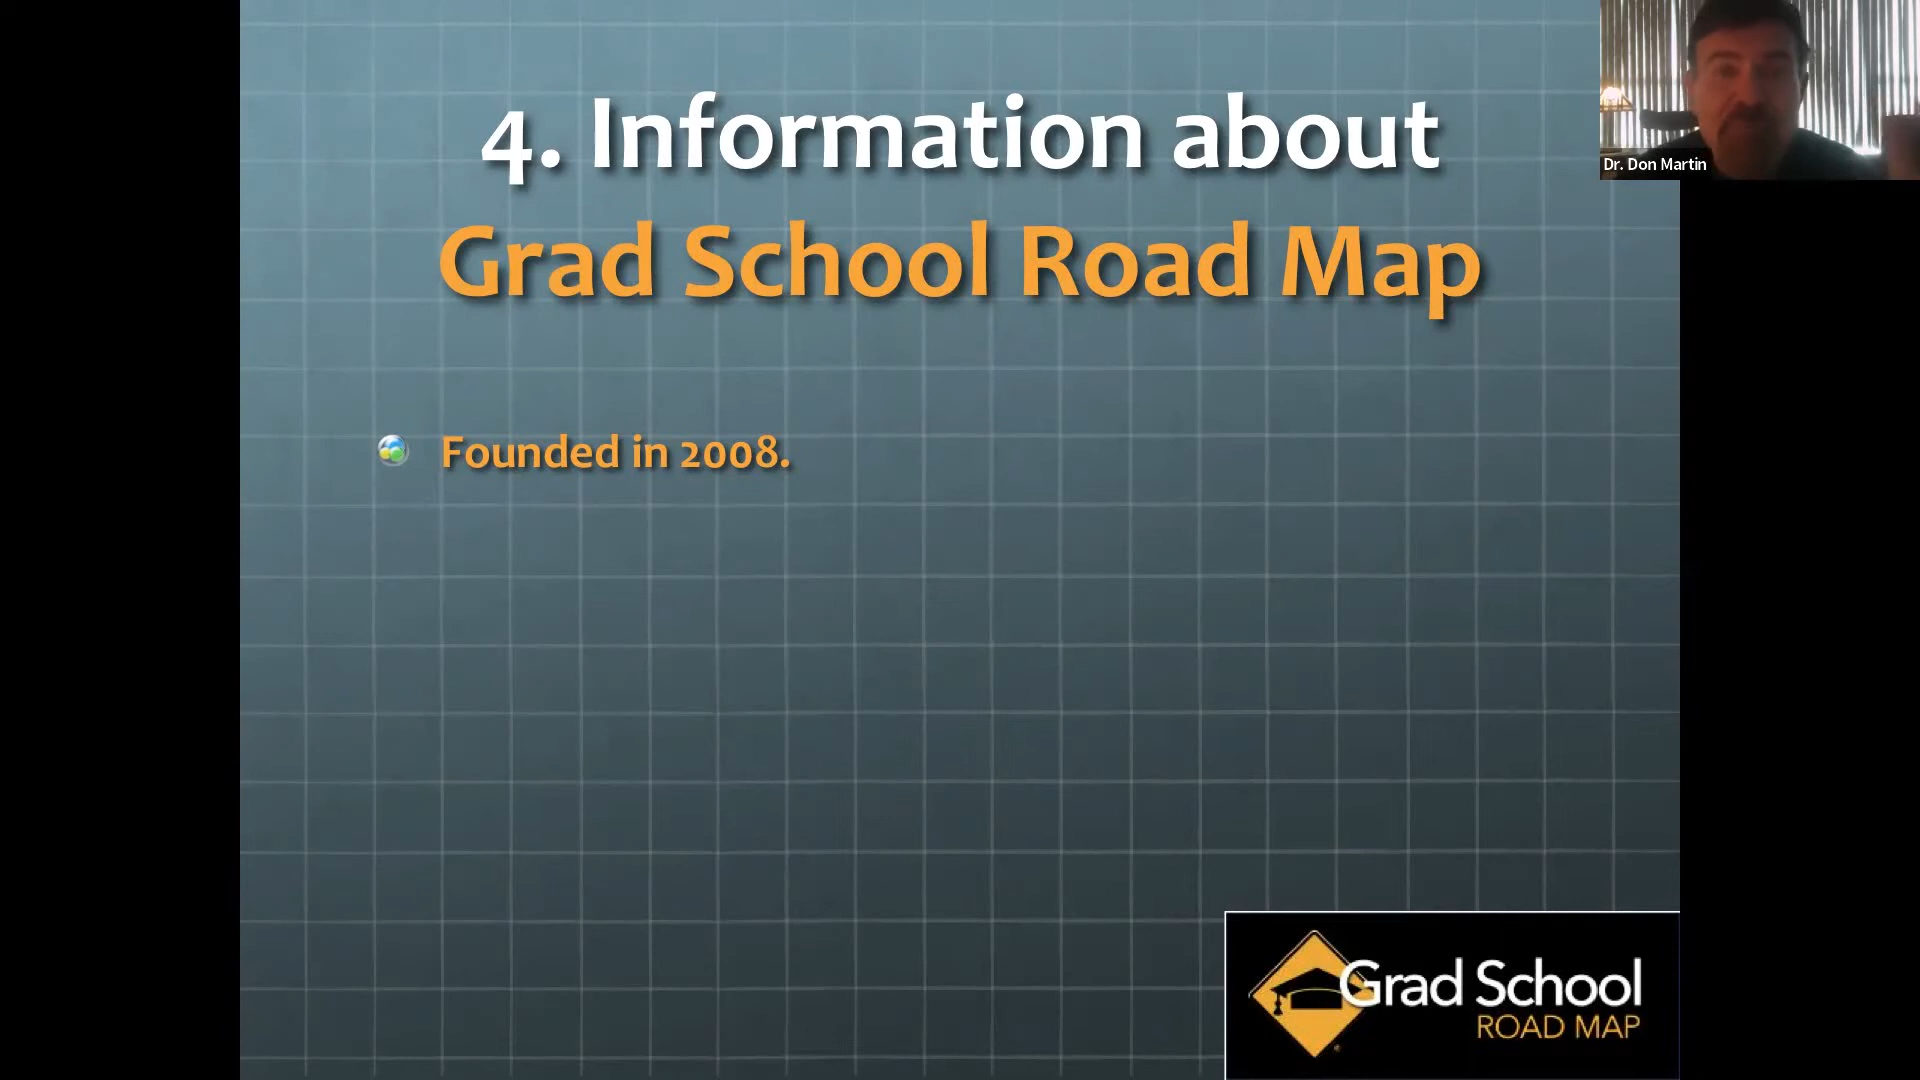 4. Information about
Grad School Road Map
Dr. Don Martin
Founded in 2008.
Grad School
ROAD MAP